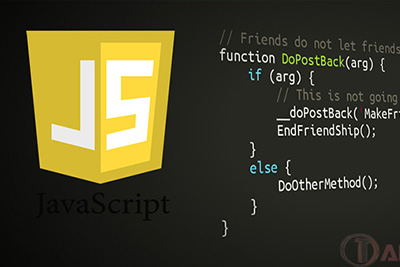 JS
JavaScript
// Friends do not let friends
function DoPostBack(arg) {
if (arg) {
// This is not going
__doPostBack( MakeFri
EndFriendShip();
}
else {
DoOtherMethod();
}
}